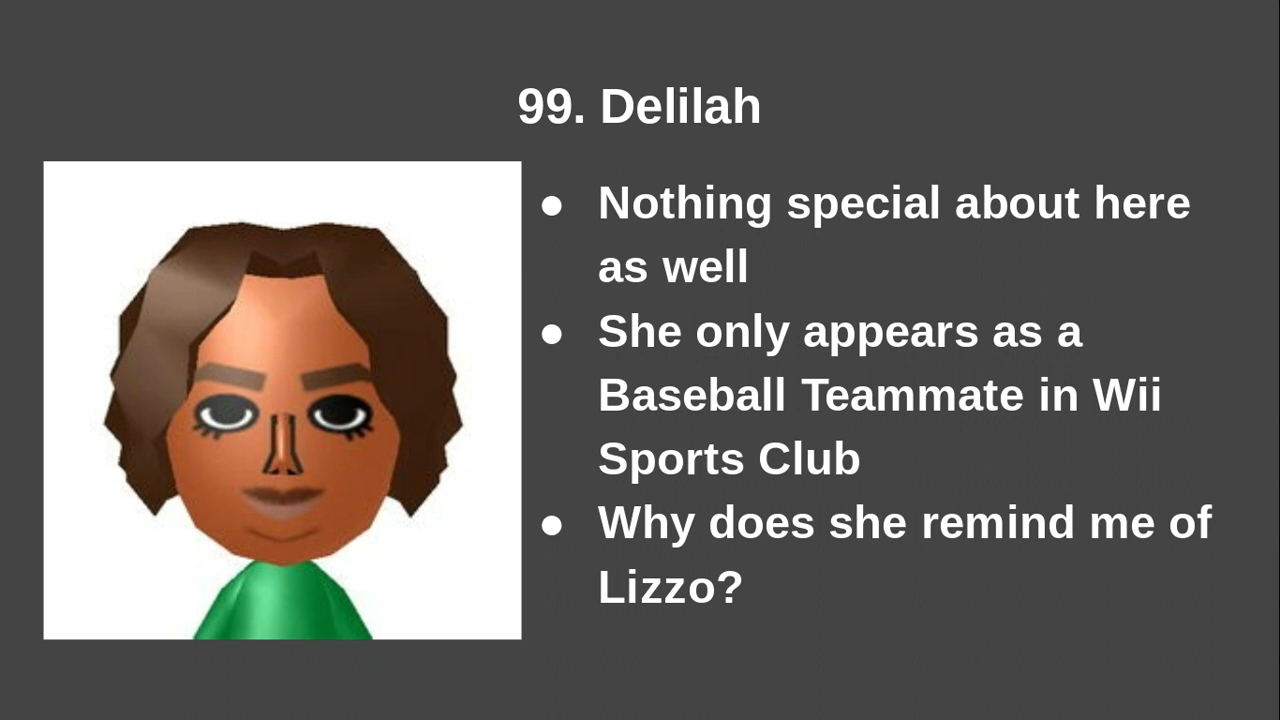 99. Delilah
● Nothing special about here
as well
● She only appears as a
Baseball Teammate in Wii
Sports Club
● Why does she remind me of
Lizzo?